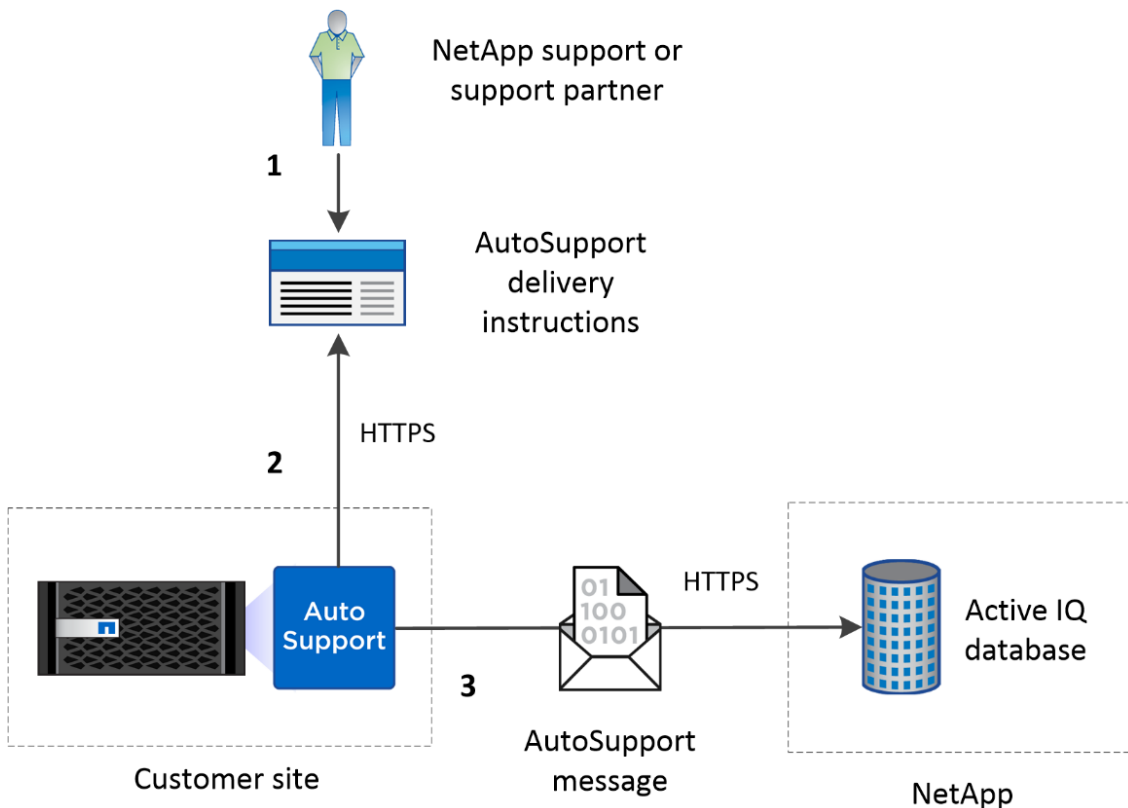 NetApp support or
support partner
1
AutoSupport
delivery
instructions
HTTPS
2
Auto
Support
01
100
0101
HTTPS
Active IQ
database
3
AutoSupport
message
Customer site
NetApp